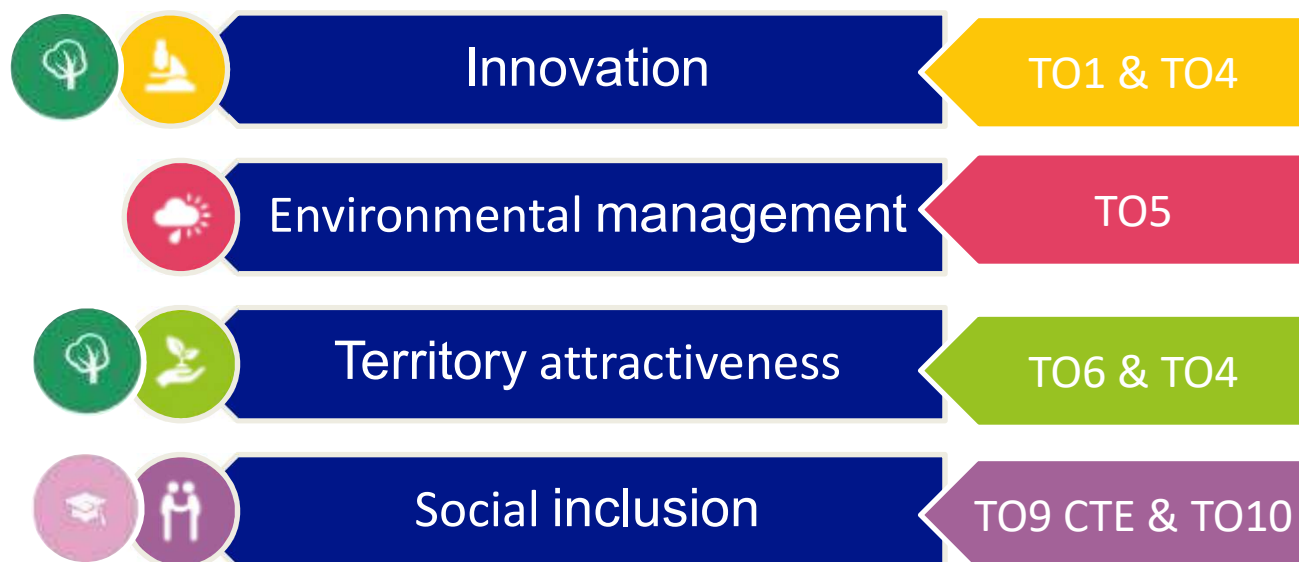 Innovation
TO1 & TO4
Environmental management
TO5
Territory attractiveness
TO6 & TO4
Social inclusion
TO9 CTE & TO10